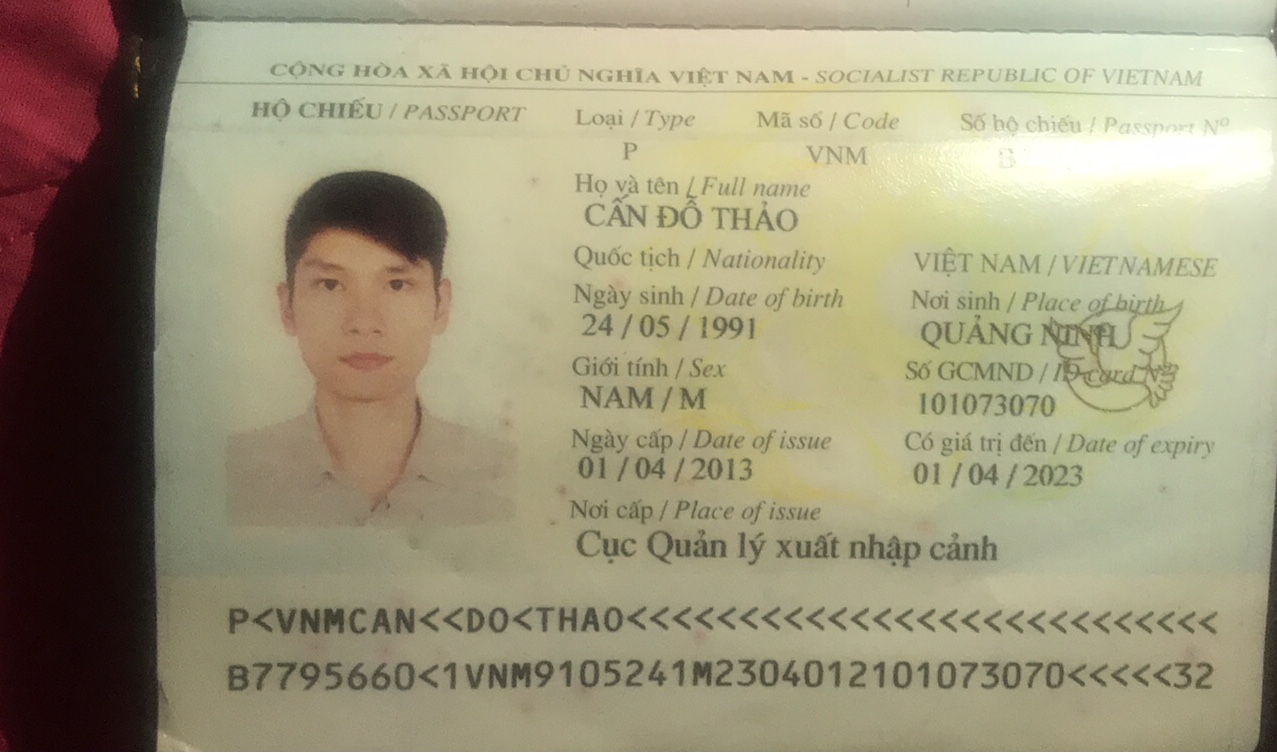 CỘNG HÒA XÃ HỘI CHỦ NGHĨA VIỆT NAM - SOCIALIST REPUBLIC OF VIETNAM
HỘ CHIẾU / PASSPORT Loại / Type Mã số / Code Số hộ chiếu / Passport Nº
P VNM B
Họ và tên / Full name
CẤN ĐỖ THẢO
Quốc tịch / Nationality VIỆT NAM / VIETNAMESE
Ngày sinh / Date of birth Nơi sinh / Place of birth
24 / 05 / 1991 QUẢNG NINH
Giới tính / Sex Số GCMND / ID card Nº
NAM / M 101073070
Ngày cấp / Date of issue Có giá trị đến / Date of expiry
01 / 04 / 2013 01 / 04 / 2023
Nơi cấp / Place of issue
Cục Quản lý xuất nhập cảnh
P<VNMCAN<<DO<THAO<<<<<<<<<<<<<<<<<<<<<<<<<<<
B7795660<1VNM9105241M2304012101073070<<<<<32